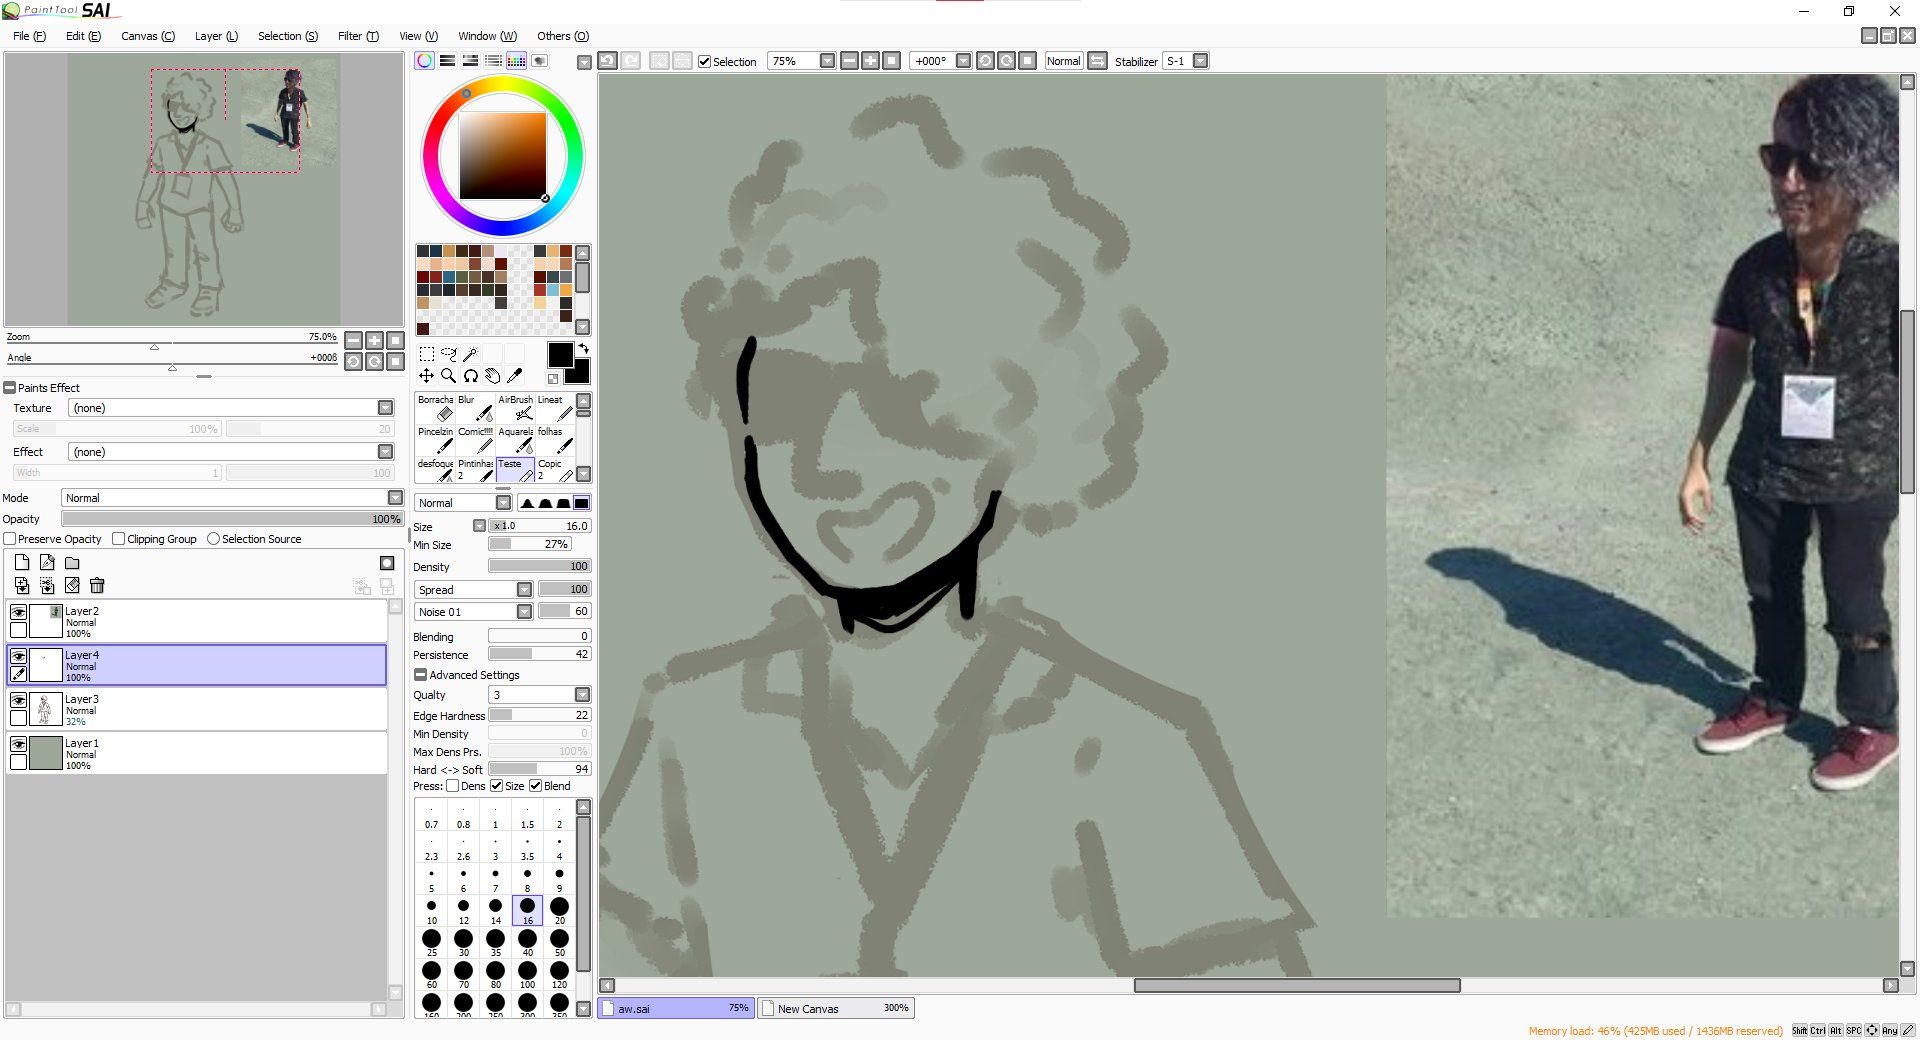 PaintTool SAI
File (F) Edit (E) Canvas (C) Layer (L) Selection (S) Filter (T) View (V) Window (W) Others (O)
Selection 75% +000° Normal Stabilizer S-1
Zoom 75.0%
Angle +000ß
Paints Effect
Texture (none)
Scale 100% 20
Effect (none)
Width 1 100
Mode Normal
Opacity 100%
Preserve Opacity Clipping Group Selection Source
Layer2
Normal
100%
Layer4
Normal
100%
Layer3
Normal
32%
Layer1
Normal
100%
Borracha Blur AirBrush Lineat
Pincelzin Comic!!!! Aquarela folhas
desfoque Pintinhas Teste Copic
2 2
Normal
Size x 1.0 16.0
Min Size 27%
Density 100
Spread 100
Noise 01 60
Blending 0
Persistence 42
Advanced Settings
Qualty 3
Edge Hardness 22
Min Density 0
Max Dens Prs. 100%
Hard <-> Soft 94
Press: Dens Size Blend
0.7 0.8 1 1.5 2
2.3 2.6 3 3.5 4
5 6 7 8 9
10 12 14 16 20
25 30 35 40 50
60 70 80 100 120
160 200 250 300 350
aw.sai 75% New Canvas 300%
Memory load: 46% (425MB used / 1436MB reserved) Shift Ctrl Alt SPC Any